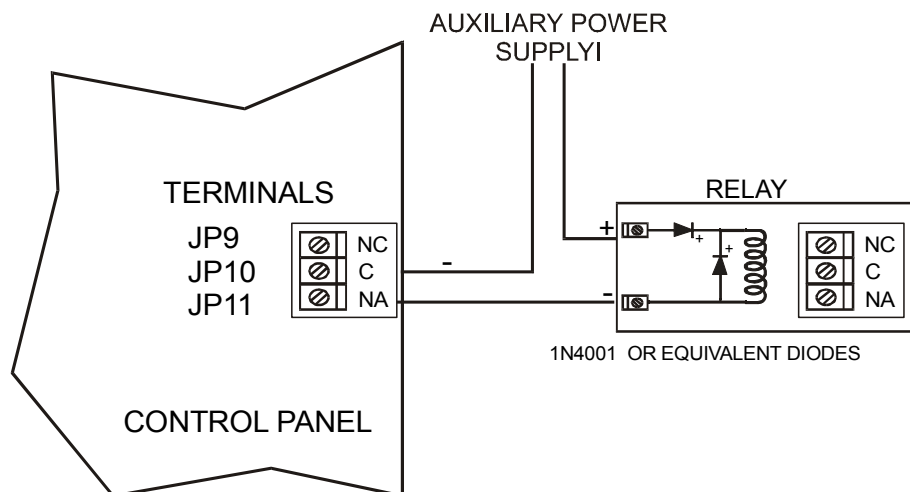 AUXILIARY POWER
SUPPLYI
TERMINALS
JP9
JP10
JP11
NC
C
NA
-
RELAY
+
-
+
+
NC
C
NA
1N4001 OR EQUIVALENT DIODES
CONTROL PANEL